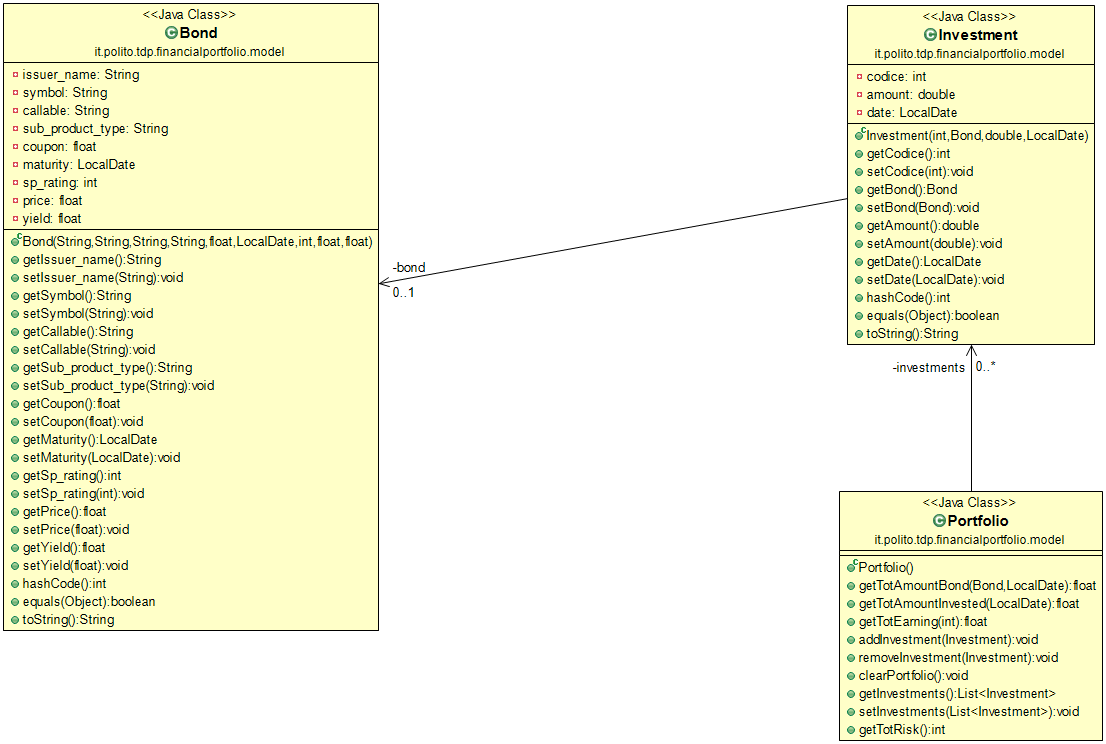 <<Java Class>>
Bond
it.polito.tdp.financialportfolio.model
issuer_name: String
symbol: String
callable: String
sub_product_type: String
coupon: float
maturity: LocalDate
sp_rating: int
price: float
yield: float
Bond(String,String,String,String,float,LocalDate,int,float,float)
getIssuer_name():String
setIssuer_name(String):void
getSymbol():String
setSymbol(String):void
getCallable():String
setCallable(String):void
getSub_product_type():String
setSub_product_type(String):void
getCoupon():float
setCoupon(float):void
getMaturity():LocalDate
setMaturity(LocalDate):void
getSp_rating():int
setSp_rating(int):void
getPrice():float
setPrice(float):void
getYield():float
setYield(float):void
hashCode():int
equals(Object):boolean
toString():String
-bond
0..1
<<Java Class>>
Investment
it.polito.tdp.financialportfolio.model
codice: int
amount: double
date: LocalDate
Investment(int,Bond,double,LocalDate)
getCodice():int
setCodice(int):void
getBond():Bond
setBond(Bond):void
getAmount():double
setAmount(double):void
getDate():LocalDate
setDate(LocalDate):void
hashCode():int
equals(Object):boolean
toString():String
-investments 0..*
<<Java Class>>
Portfolio
it.polito.tdp.financialportfolio.model
Portfolio()
getTotAmountBond(Bond,LocalDate):float
getTotAmountInvested(LocalDate):float
getTotEarning(int):float
addInvestment(Investment):void
removeInvestment(Investment):void
clearPortfolio():void
getInvestments():List<Investment>
setInvestments(List<Investment>):void
getTotRisk():int